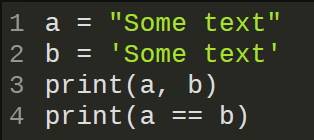 1 a = "Some text"
2 b = 'Some text'
3 print(a, b)
4 print(a == b)